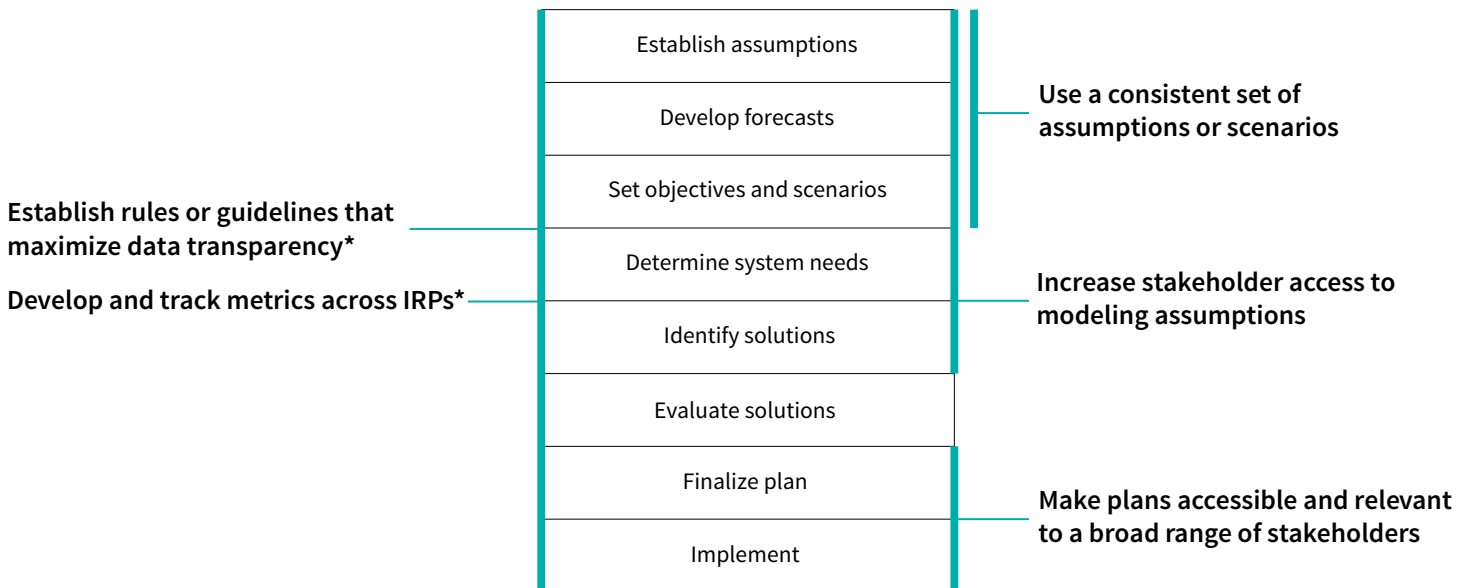 Establish assumptions
Develop forecasts
Set objectives and scenarios
Determine system needs
Identify solutions
Evaluate solutions
Finalize plan
Implement
Establish rules or guidelines that
maximize data transparency*
Develop and track metrics across IRPs*
Use a consistent set of
assumptions or scenarios
Increase stakeholder access to
modeling assumptions
Make plans accessible and relevant
to a broad range of stakeholders